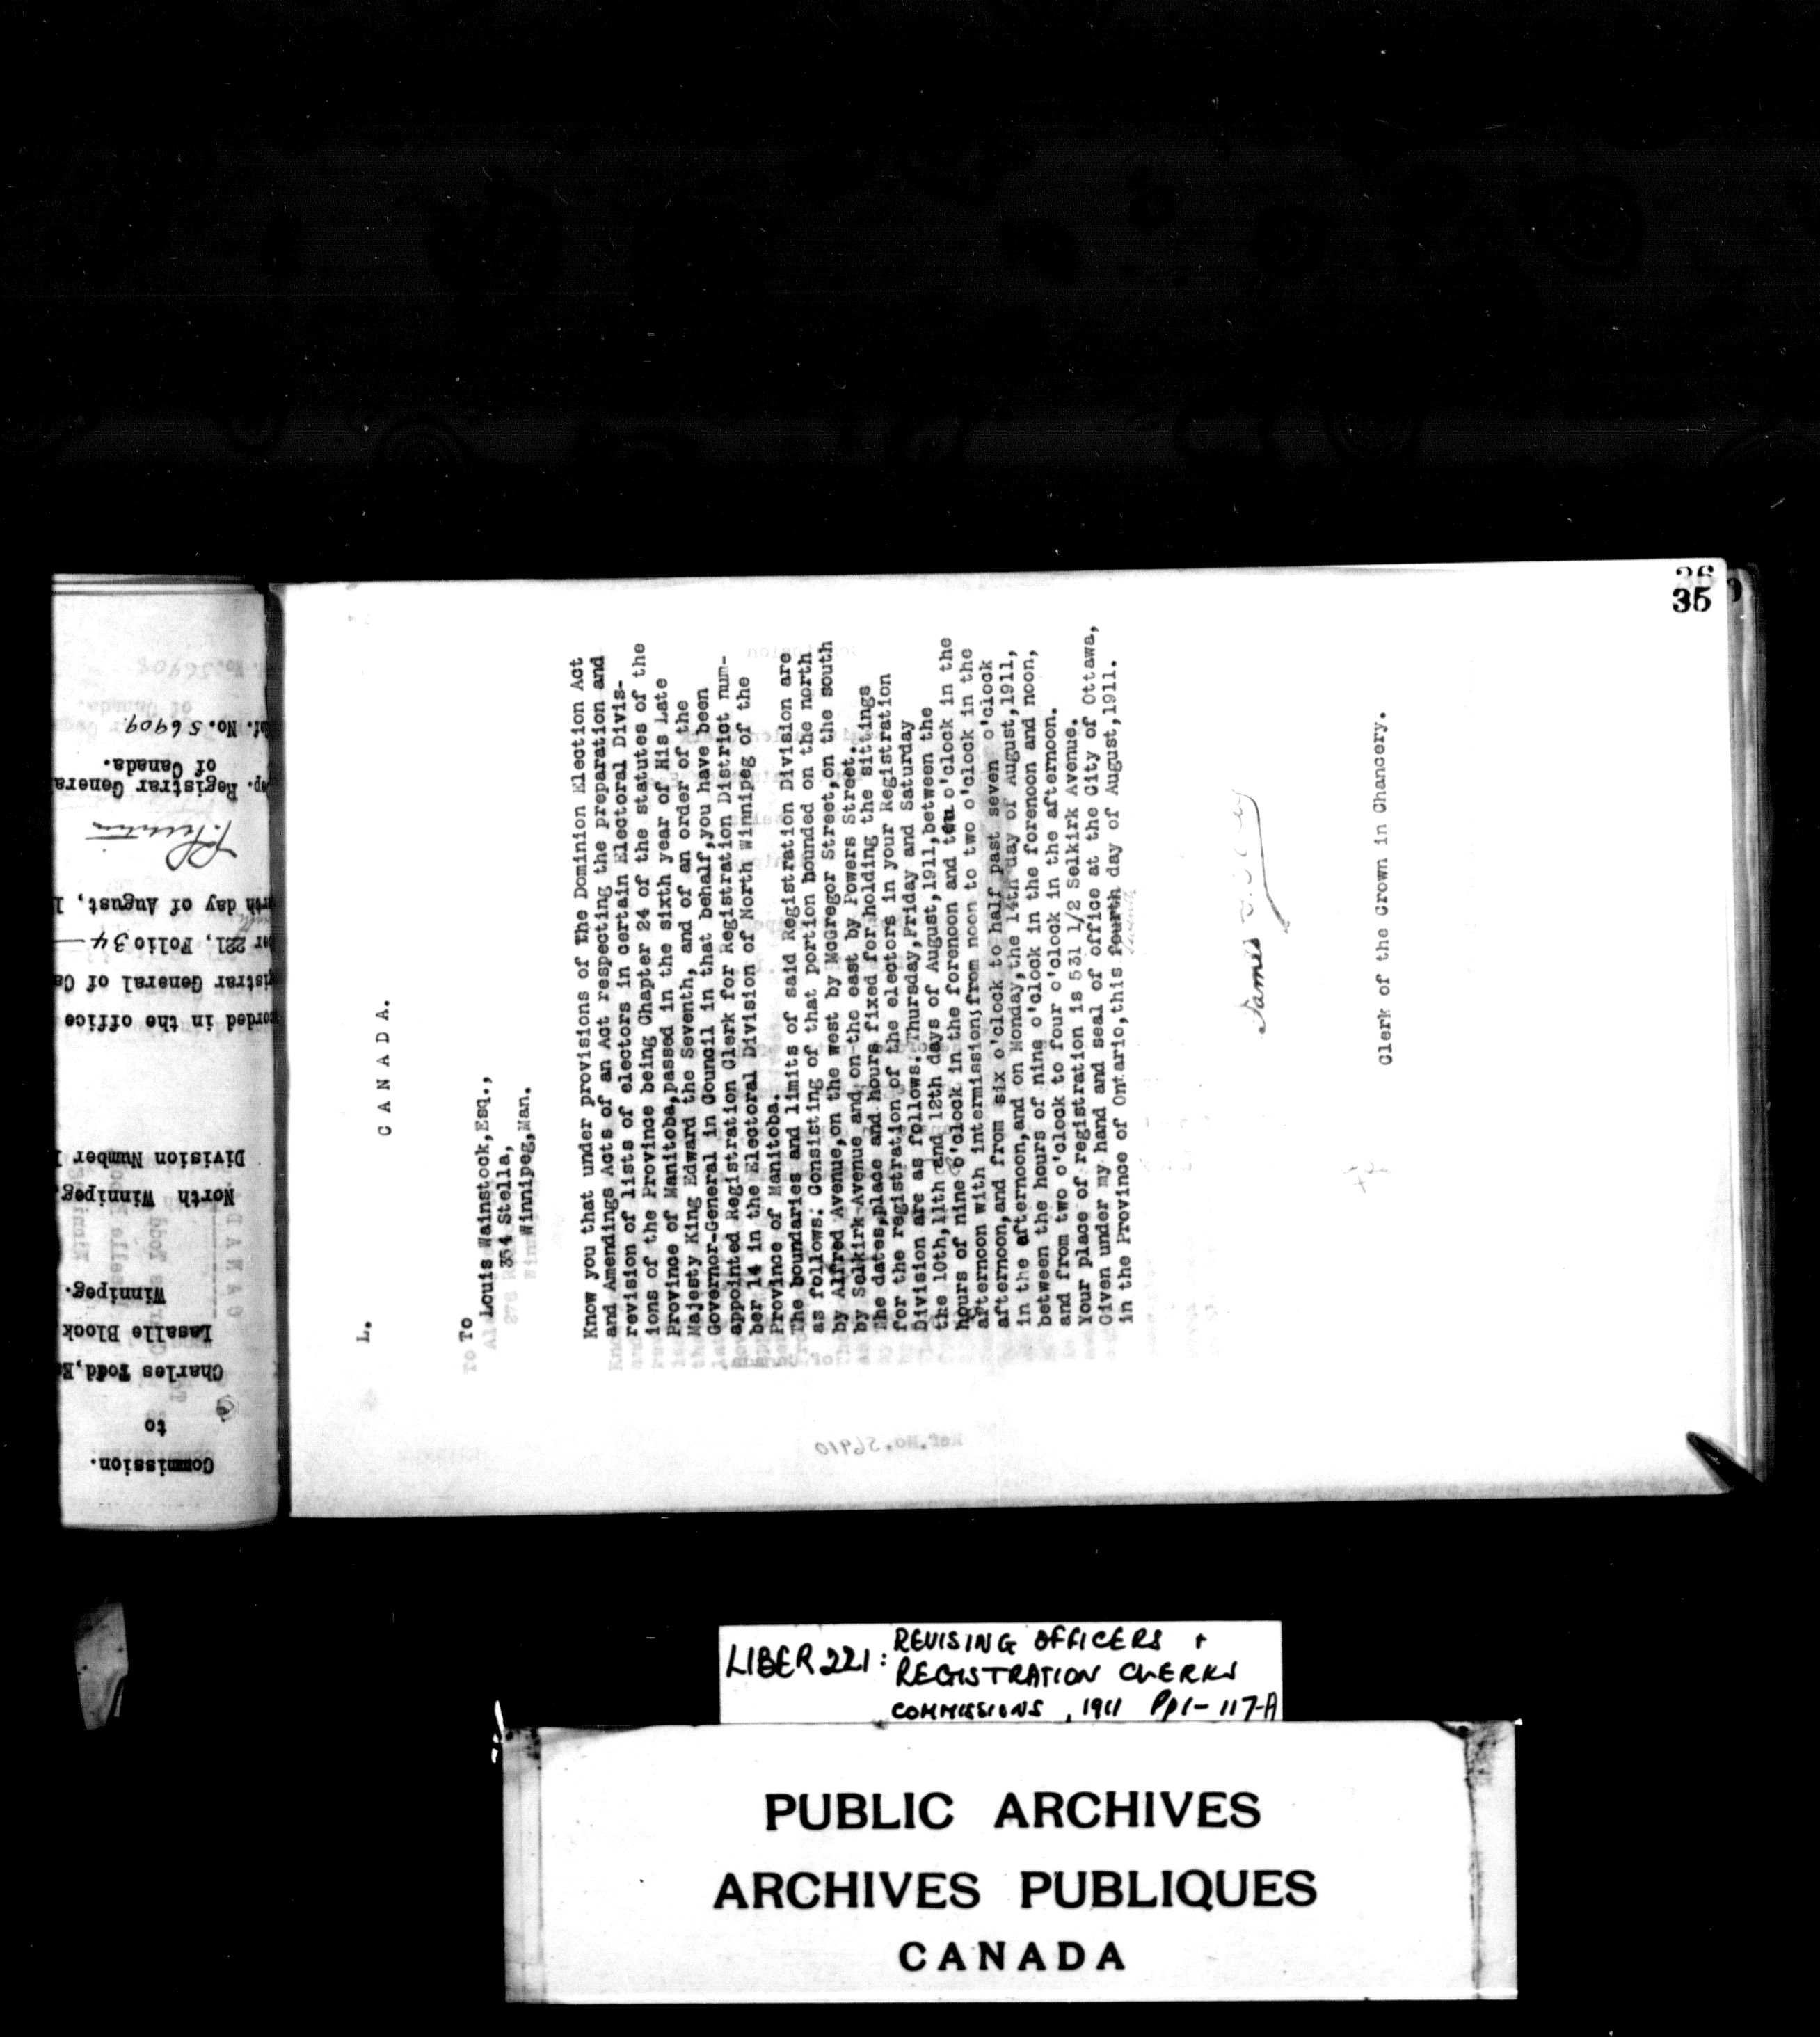 35
L.
C A N A D A.
To
Louis Wainstock,Esq.,
334 Stella,
Winnipeg,Man.
Know you that under provisions of the Dominion Election Act
and Amendings Acts of an Act respecting the preparation and
revision of lists of electors in certain Electoral Divis-
ions of the Province being Chapter 24 of the statutes of the
Province of Manitoba,passed in the sixth year of His Late
Majesty King Edward the Seventh, and of an order of the
Governor-General in Council in that behalf,you have been
appointed Registration Clerk for Registration District num-
ber 14 in the Electoral Division of North Winnipeg of the
Province of Manitoba.
The boundaries and limits of said Registration Division are
as follows: Consisting of that portion bounded on the north
by Alfred Avenue,on the west by McGregor Street,on the south
by Selkirk Avenue and on the east by Powers Street.
The dates,place and hours fixed for holding the sittings
for the registration of the electors in your Registration
Division are as follows: Thursday,Friday and Saturday
the 10th,11th and 12th days of August,1911,between the
hours of nine o'clock in the forenoon and ten o'clock in the
afternoon with intermissions from noon to two o'clock in the
afternoon,and from six o'clock to half past seven o'clock
in the afternoon,and on Monday,the 14th day of August,1911,
between the hours of nine o'clock in the forenoon and noon,
and from two o'clock to four o'clock in the afternoon.
Your place of registration is 531 1/2 Selkirk Avenue.
Given under my hand and seal of office at the City of Ottawa,
in the Province of Ontario,this fourth day of August,1911.
James
Clerk of the Crown in Chancery.
Ref.No.56910
Commission.
to
Charles Todd,
Lasalle Block
Winnipeg.
North Winnipeg
Division Number
in the office
General of
221, Folio 34
day of August,
Registrar General
of Canada.
No. 56909
LIBER 221: REVISING OFFICERS +
REGISTRATION CLERKS
COMMISSIONS, 1911 Pp1-117-A
PUBLIC ARCHIVES
ARCHIVES PUBLIQUES
CANADA